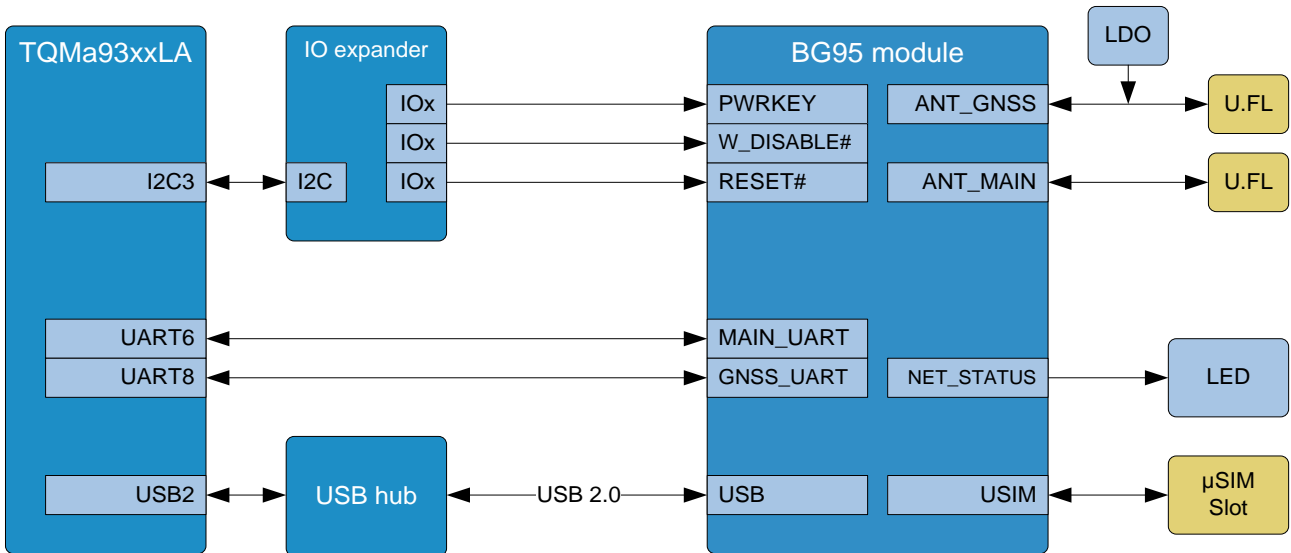 TQMa93xxLA
IO expander
BG95 module
LDO
IOx
PWRKEY
ANT_GNSS
U.FL
IOx
W_DISABLE#
I2C3
I2C
IOx
RESET#
ANT_MAIN
U.FL
UART6
MAIN_UART
UART8
GNSS_UART
NET_STATUS
LED
USB2
USB hub
USB 2.0
USB
USIM
µSIM
Slot